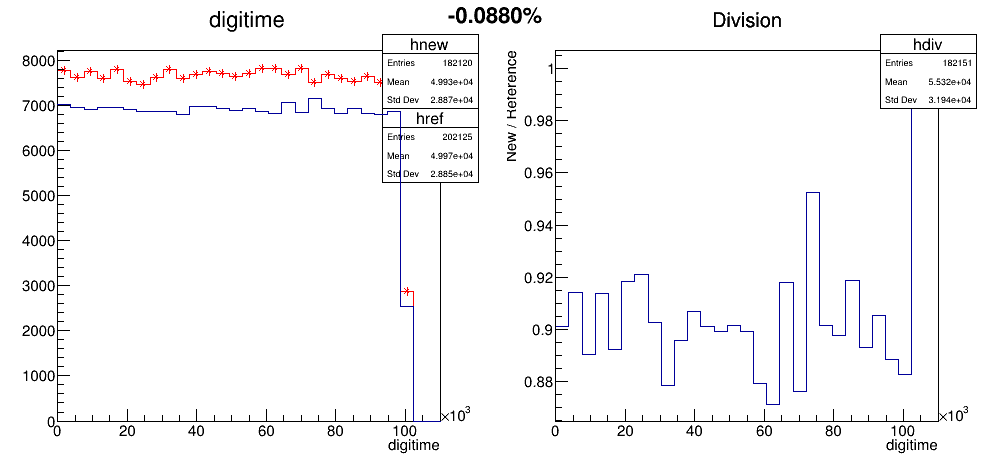 -0.0880%
digitime
hnew
Entries 182120
Mean 4.993e+04
Std Dev 2.887e+04
href
Entries 202125
Mean 4.997e+04
Std Dev 2.885e+04
8000
7000
6000
5000
4000
3000
2000
1000
0
0 20 40 60 80 100
×10³
digitime
Division
hdiv
Entries 182151
Mean 5.532e+04
Std Dev 3.194e+04
New / Reference
1
0.98
0.96
0.94
0.92
0.9
0.88
0 20 40 60 80 100
×10³
digitime